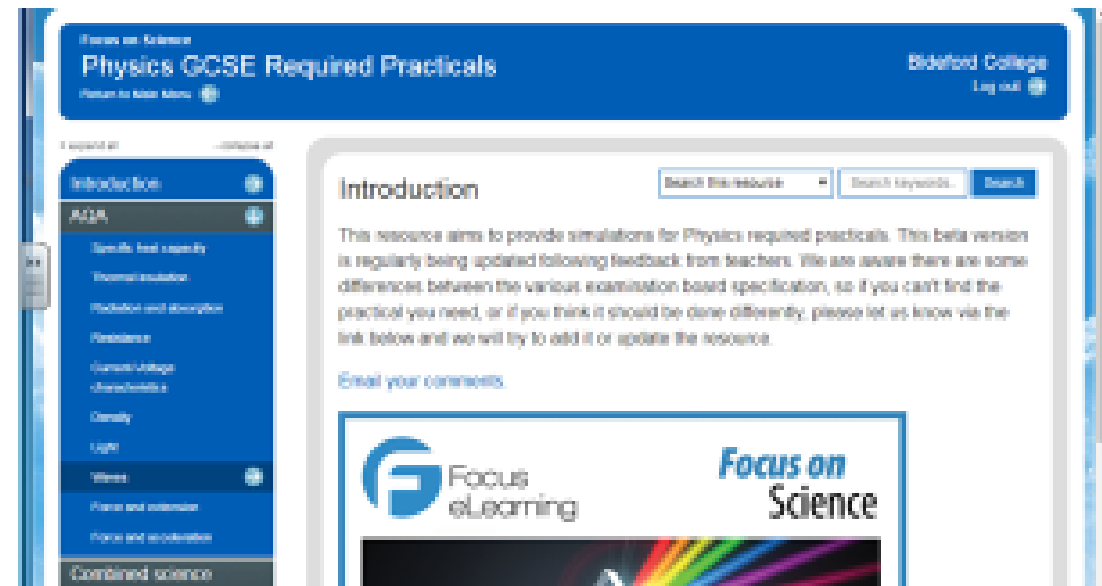 Focus on Science
Physics GCSE Required Practicals
Return to Main Menu
Bideford College
Log out
expand all
collapse all
Introduction
AQA
Specific heat capacity
Thermal insulation
Radiation and absorption
Resistance
Current-Voltage
characteristics
Density
Light
Waves
Force and extension
Force and acceleration
Combined science
Introduction
Search this resource
Search keywords..
Search
This resource aims to provide simulations for Physics required practicals. This beta version
is regularly being updated following feedback from teachers. We are aware there are some
differences between the various examination board specification, so if you can't find the
practical you need, or if you think it should be done differently, please let us know via the
link below and we will try to add it or update the resource.
Email your comments.
Focus
eLearning
Focus on
Science